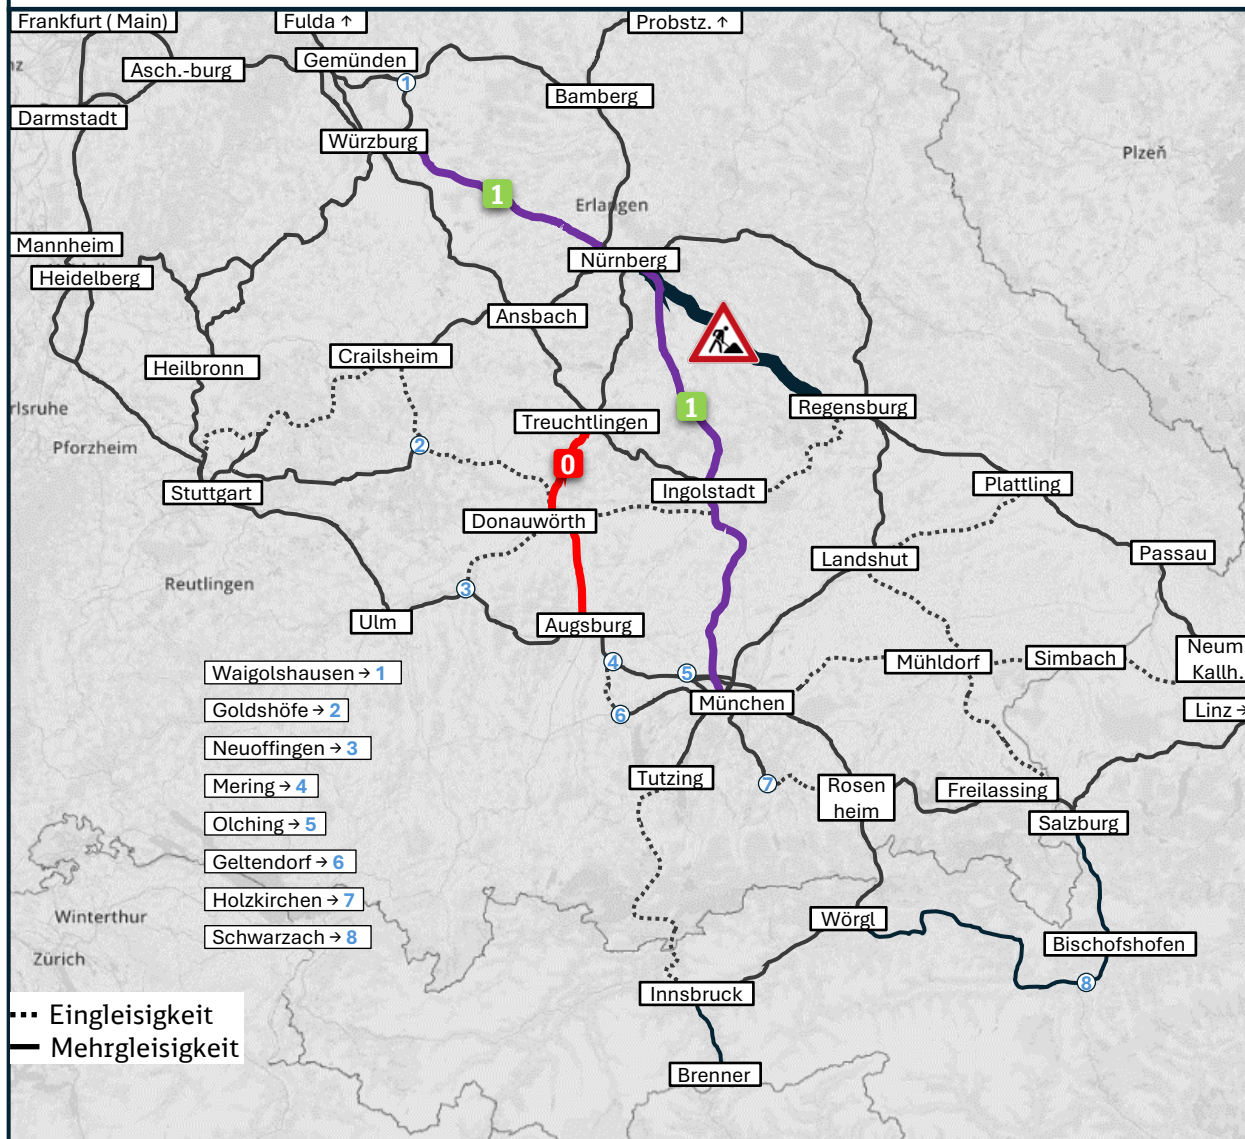 Frankfurt ( Main)
Fulda ↑
Probstz. ↑
Gemünden
Asch.-burg
1
Bamberg
Darmstadt
Würzburg
Plzeň
1
Erlangen
Mannheim
Nürnberg
Heidelberg
Ansbach
Crailsheim
Heilbronn
rlsruhe
1
Regensburg
Treuchtlingen
Pforzheim
2
0
Stuttgart
Ingolstadt
Plattling
Donauwörth
Landshut
Passau
Reutlingen
3
Ulm
Augsburg
Neum.
Kallh.
Mühldorf
Simbach
4
5
Waigolshausen → 1
München
Linz →
Goldshöfe → 2
6
Neuoffingen → 3
Tutzing
7
Rosen
heim
Freilassing
Mering → 4
Olching → 5
Salzburg
Geltendorf → 6
Holzkirchen → 7
Winterthur
Wörgl
Schwarzach → 8
Bischofshofen
Zürich
8
Innsbruck
Eingleisigkeit
Mehrgleisigkeit
Brenner